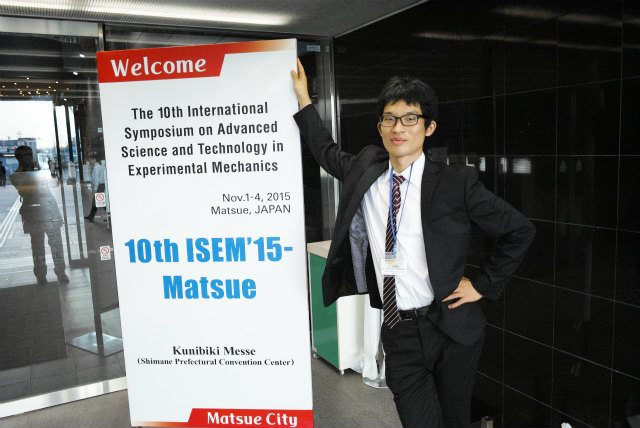 Welcome
The 10th International
Symposium on Advanced
Science and Technology in
Experimental Mechanics
Nov.1-4, 2015
Matsue, JAPAN
10th ISEM'15-
Matsue
Kunibiki Messe
(Shimane Prefectural Convention Center)
Matsue City